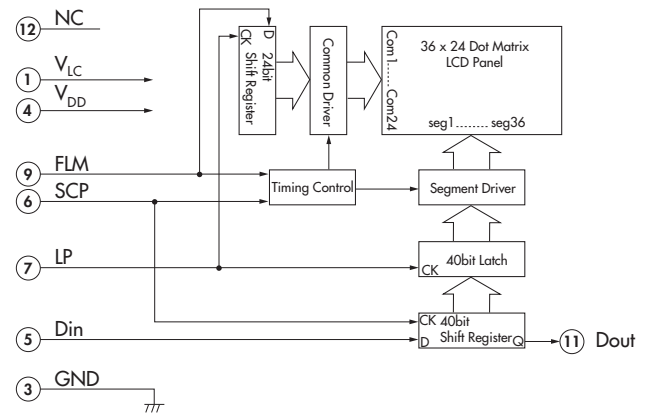 12 NC
1 VLC
4 VDD
9 FLM
6 SCP
7 LP
5 Din
3 GND
CK D 24bit
Shift Register
Common Driver
Com1...... Com24
36 x 24 Dot Matrix
LCD Panel
seg1......... seg36
Timing Control
Segment Driver
40bit Latch
CK
CK 40bit
Shift Register
D
Q
11 Dout